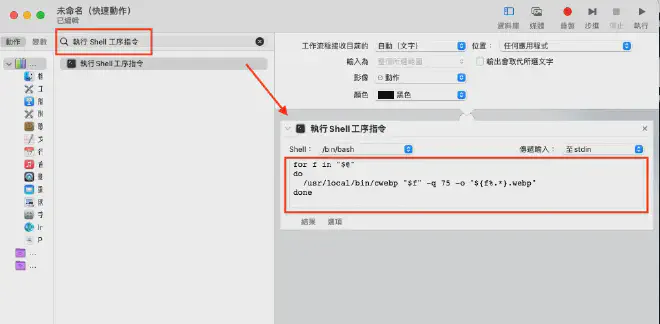 未命名（快速動作）
已編輯
資料庫
媒體
錄製
步進
停止
執行
動作
變數
執行 Shell 工序指令
執行 Shell 工序指令
工作流程接收目前的
自動（文字）
位置：
任何應用程式
輸入為
輸出會取代所選文字
影像
動作
顏色
黑色
執行 Shell 工序指令
Shell：
/bin/bash
傳遞輸入：
至 stdin
for f in "$@"
do
/usr/local/bin/cwebp "$f" -q 75 -o "${f%.*}.webp"
done
結果
選項